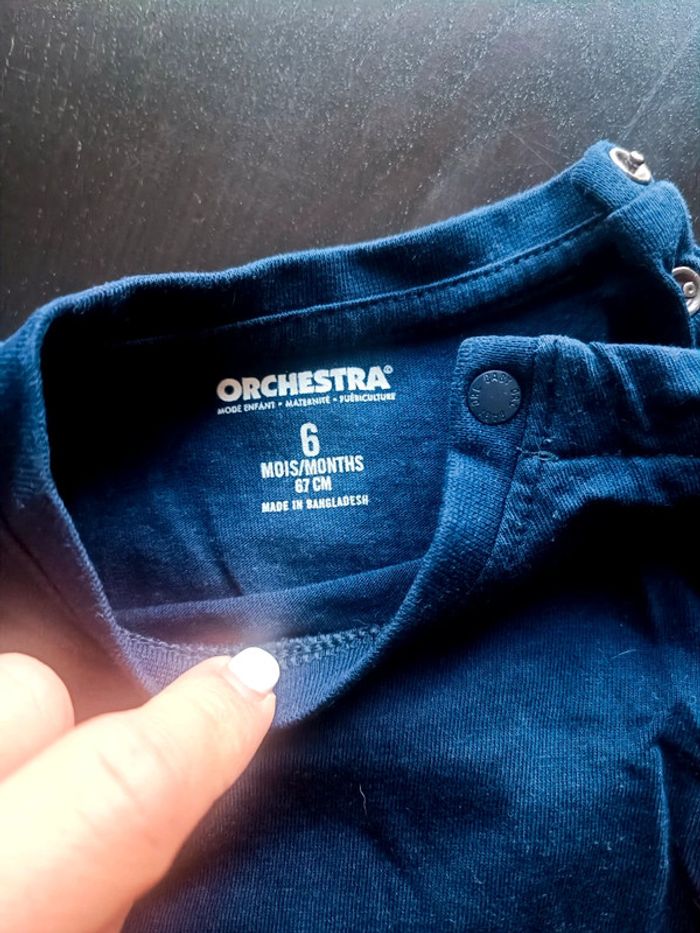 ORCHESTRA®
MODE ENFANT • MATERNITÉ • PUÉRICULTURE
6
MOIS/MONTHS
67 CM
MADE IN BANGLADESH